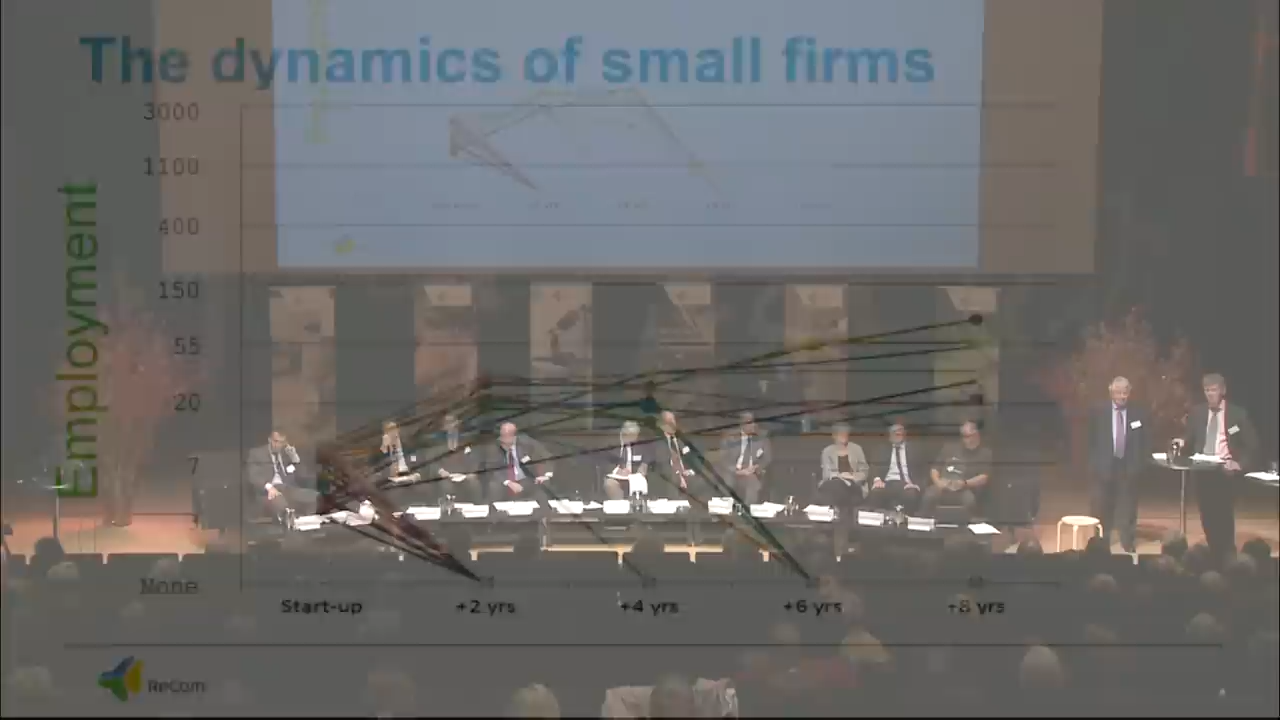 The dynamics of small firms
Employment
3000
1100
400
150
55
20
7
None
Start-up +2 yrs +4 yrs +6 yrs +8 yrs
ReCom